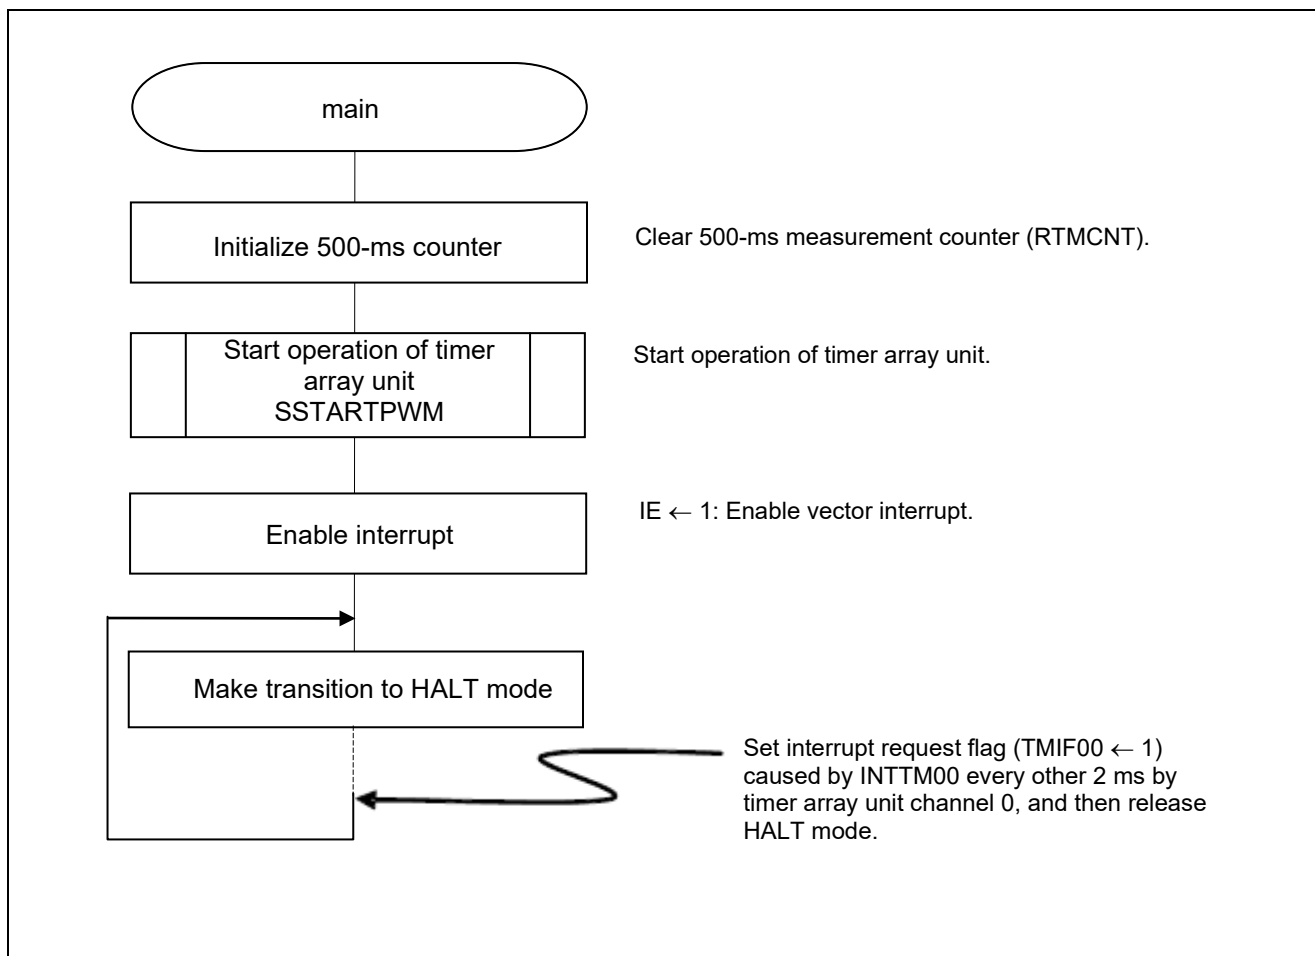 main
Initialize 500-ms counter
Clear 500-ms measurement counter (RTMCNT).
Start operation of timer
array unit
SSTARTPWM
Start operation of timer array unit.
Enable interrupt
IE ← 1: Enable vector interrupt.
Make transition to HALT mode
Set interrupt request flag (TMIF00 ← 1)
caused by INTTM00 every other 2 ms by
timer array unit channel 0, and then release
HALT mode.